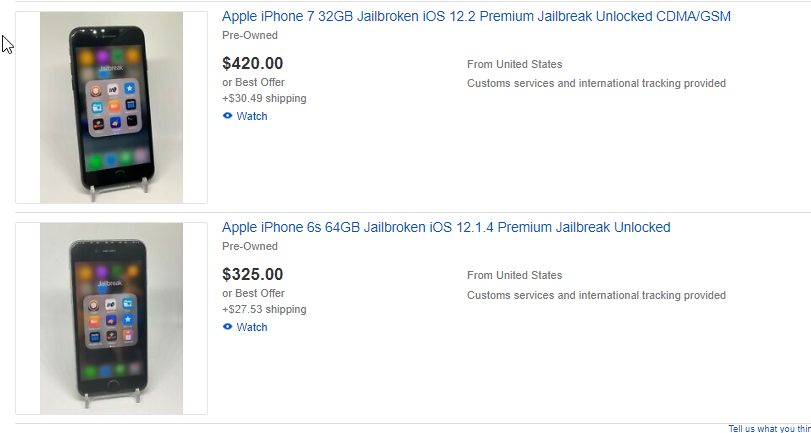 Apple iPhone 7 32GB Jailbroken iOS 12.2 Premium Jailbreak Unlocked CDMA/GSM
Pre-Owned
$420.00
From United States
or Best Offer
Customs services and international tracking provided
+$30.49 shipping
Watch
Jailbreak
Apple iPhone 6s 64GB Jailbroken iOS 12.1.4 Premium Jailbreak Unlocked
Pre-Owned
$325.00
From United States
or Best Offer
Customs services and international tracking provided
+$27.53 shipping
Watch
Jailbreak
Tell us what you thin